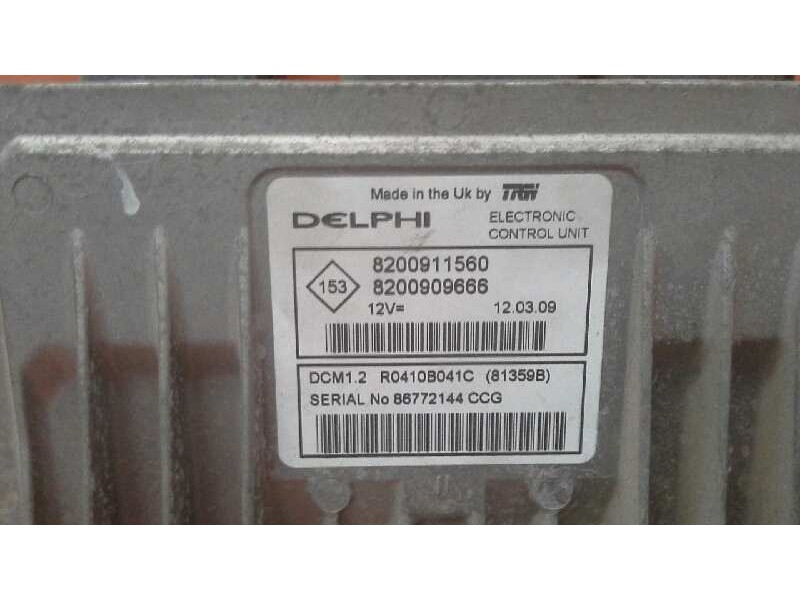 Made in the Uk by TRW
DELPHI
ELECTRONIC
CONTROL UNIT
153
8200911560
8200909666
12V= 12.03.09
DCM1.2 R0410B041C (81359B)
SERIAL No 86772144 CCG